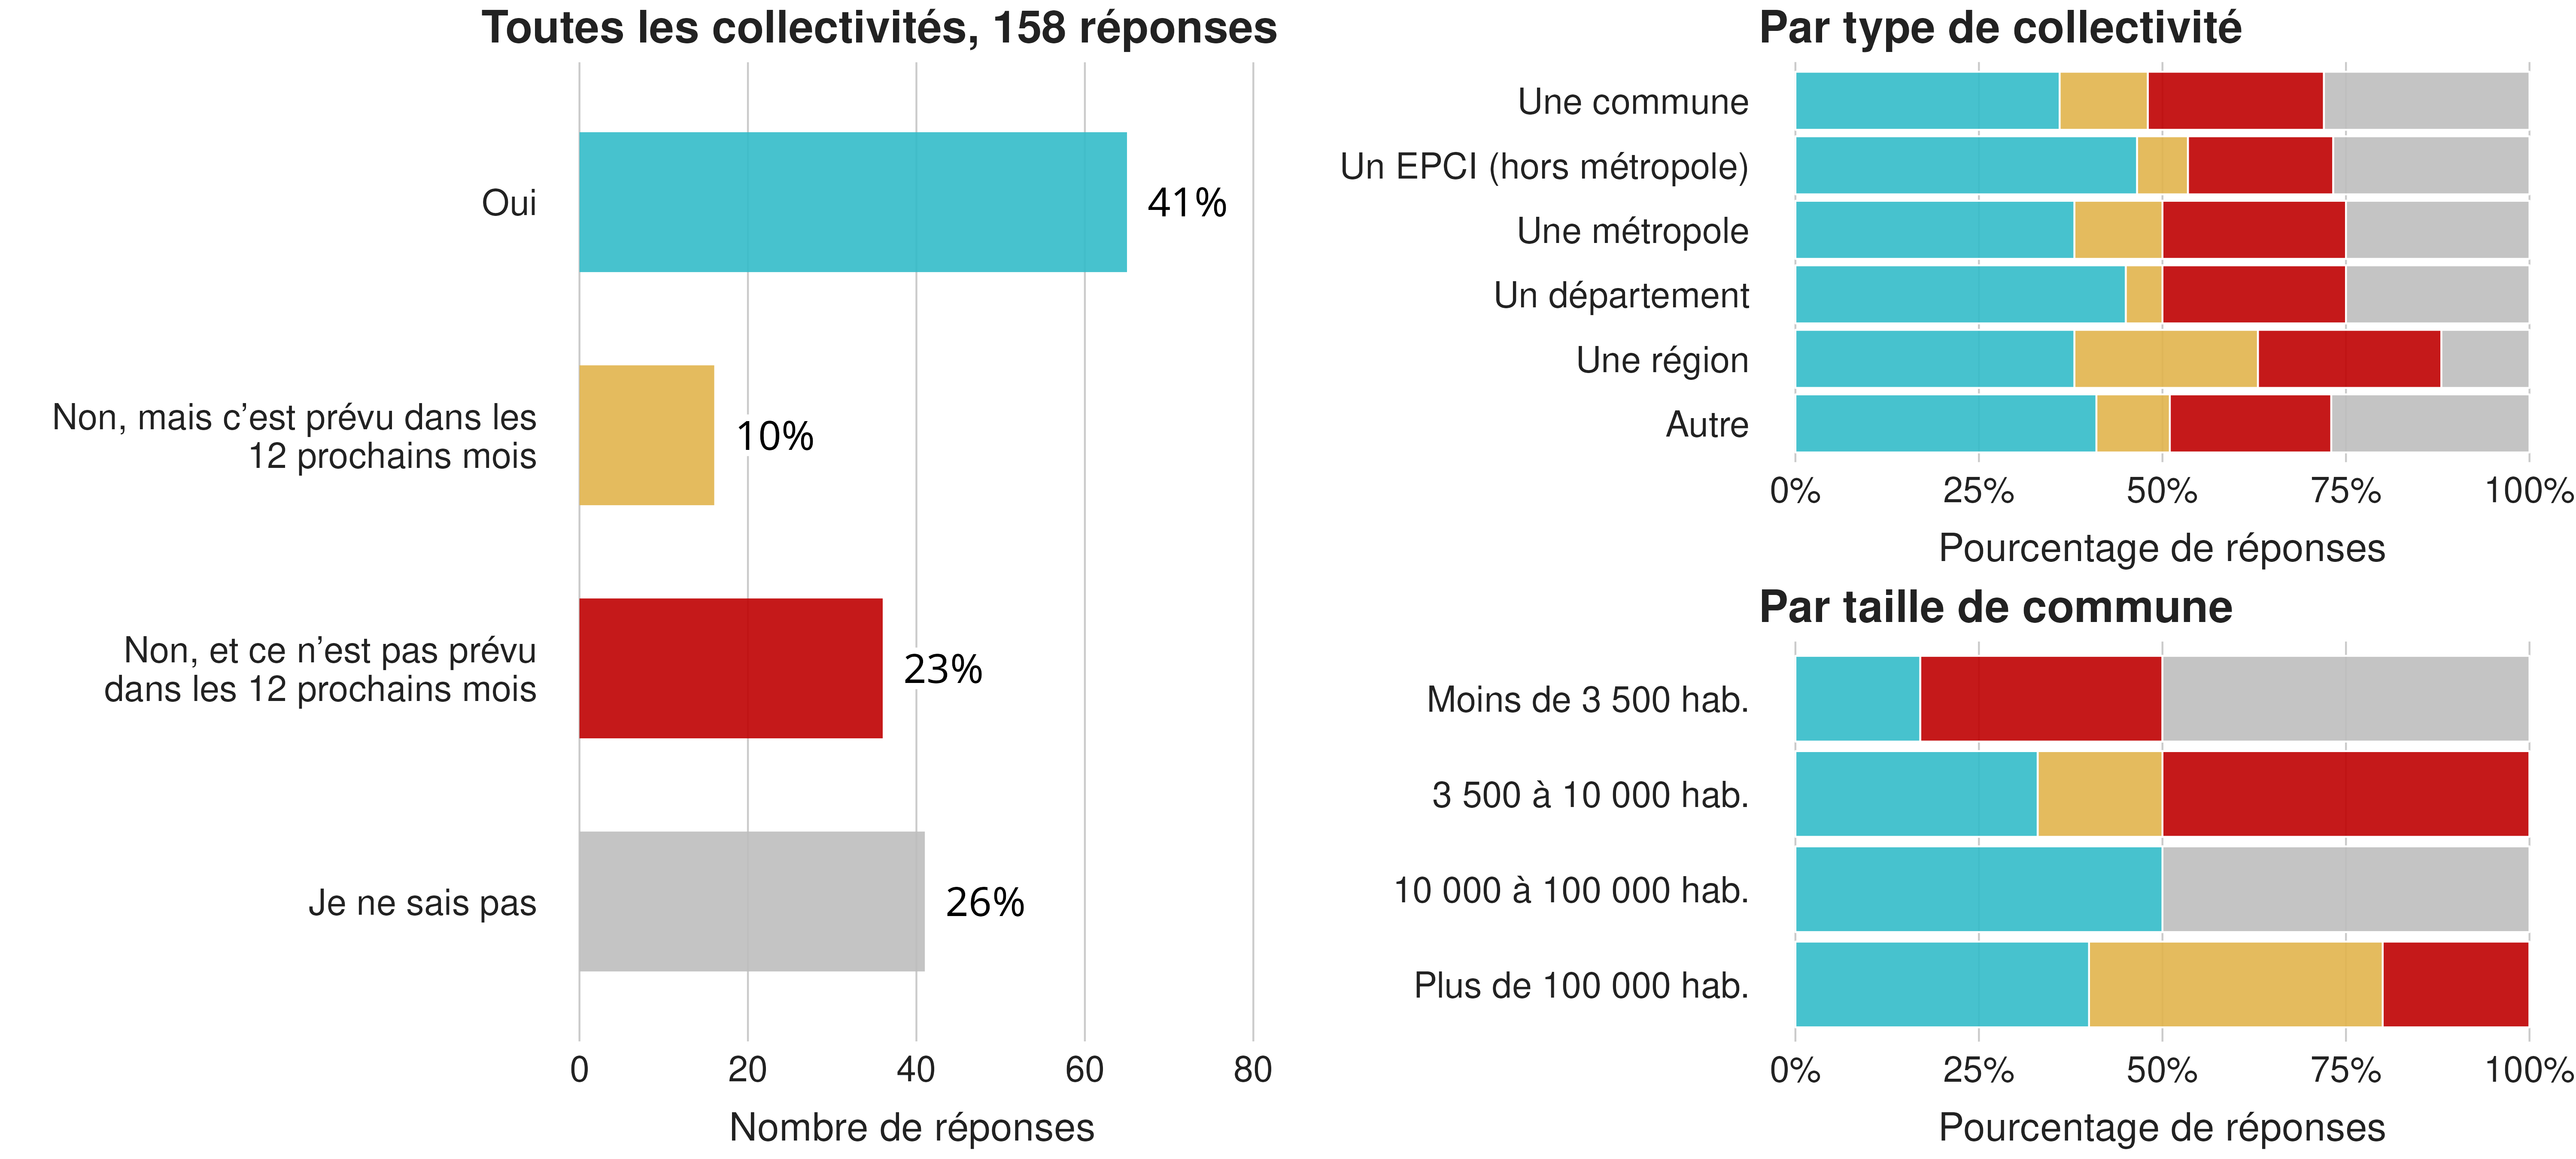 Toutes les collectivités, 158 réponses
Oui
41%
Non, mais c’est prévu dans les
12 prochains mois
10%
Non, et ce n’est pas prévu
dans les 12 prochains mois
23%
Je ne sais pas
26%
0 20 40 60 80
Nombre de réponses
Par type de collectivité
Une commune
Un EPCI (hors métropole)
Une métropole
Un département
Une région
Autre
0% 25% 50% 75% 100%
Pourcentage de réponses
Par taille de commune
Moins de 3 500 hab.
3 500 à 10 000 hab.
10 000 à 100 000 hab.
Plus de 100 000 hab.
0% 25% 50% 75% 100%
Pourcentage de réponses